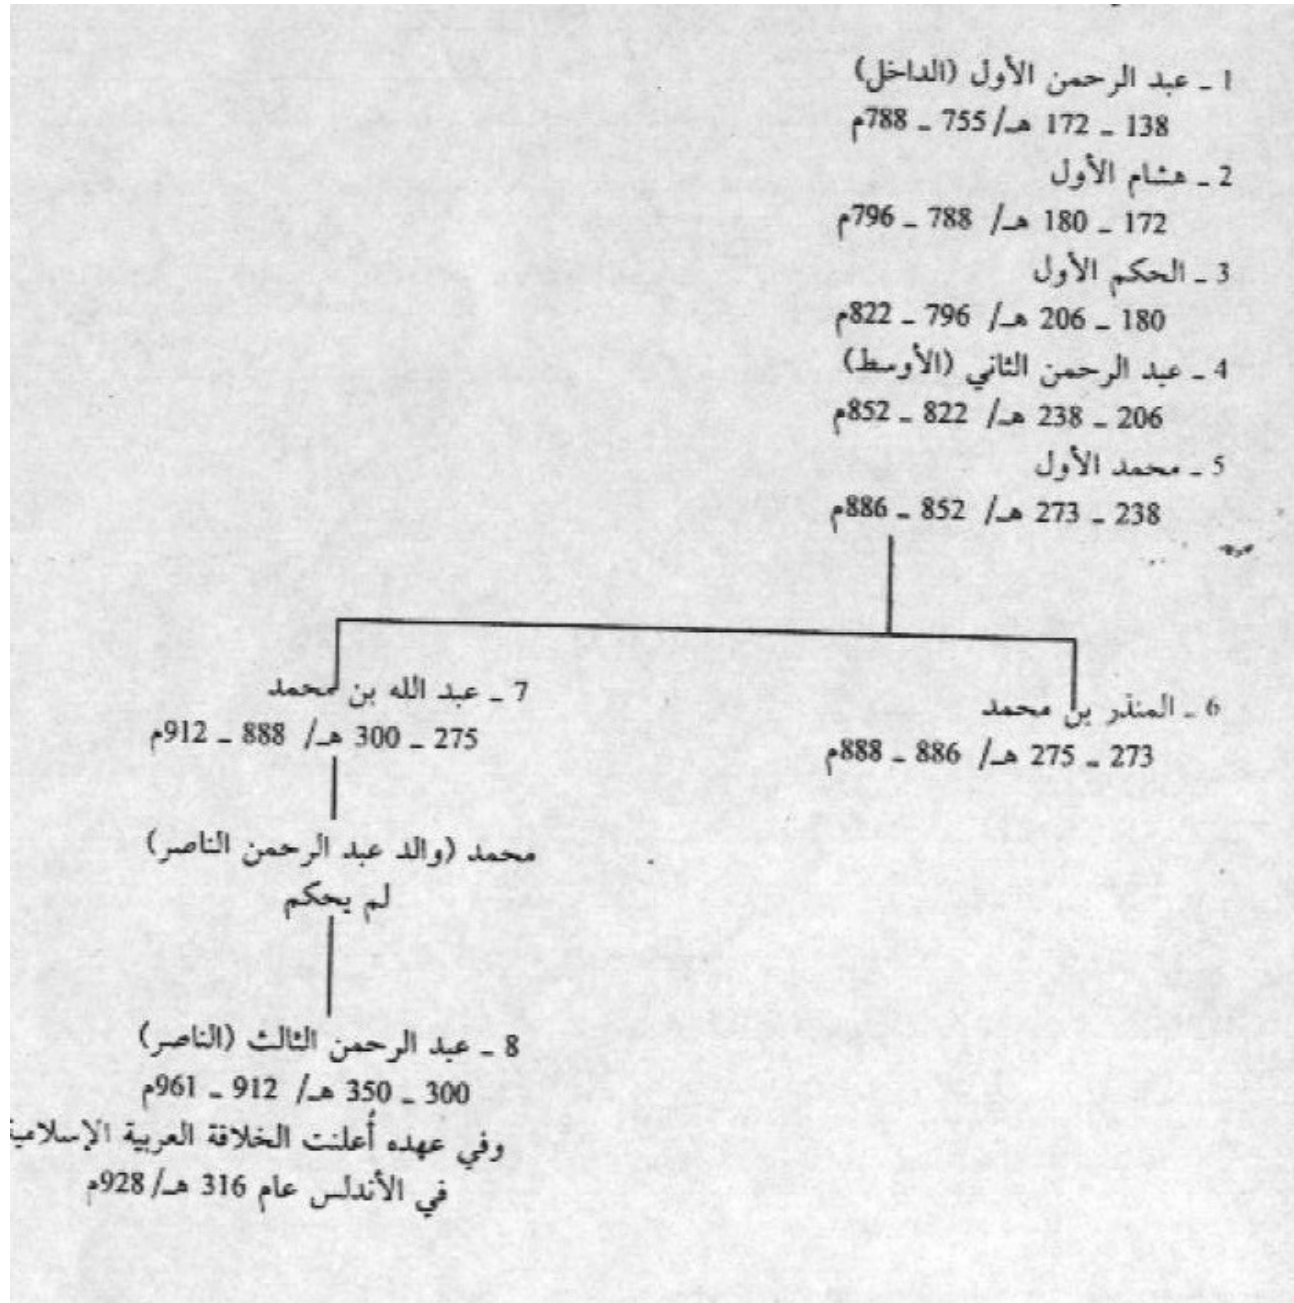 1 ـ عبد الرحمن الأول (الداخل)
138 ـ 172 هـ/ 755 ـ 788م
2 ـ هشام الأول
172 ـ 180 هـ/ 788 ـ 796م
3 ـ الحكم الأول
180 ـ 206 هـ/ 796 ـ 822م
4 ـ عبد الرحمن الثاني (الأوسط)
206 ـ 238 هـ/ 822 ـ 852م
5 ـ محمد الأول
238 ـ 273 هـ/ 852 ـ 886م
6 ـ المنذر بن محمد
273 ـ 275 هـ/ 886 ـ 888م
7 ـ عبد الله بن محمد
275 ـ 300 هـ/ 888 ـ 912م
محمد (والد عبد الرحمن الناصر)
لم يحكم
8 ـ عبد الرحمن الثالث (الناصر)
300 ـ 350 هـ/ 912 ـ 961م
وفي عهده أُعلنت الخلافة العربية الإسلامية
في الأندلس عام 316 هـ/ 928م